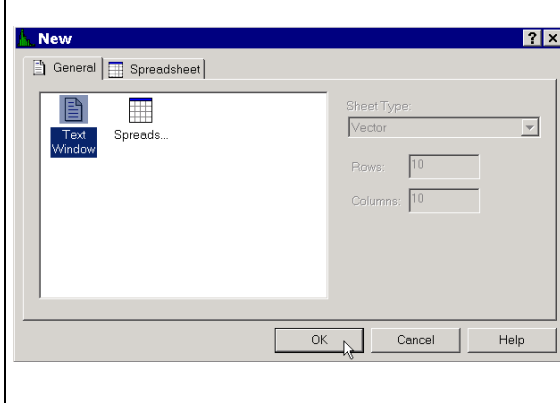 New
General
Spreadsheet
Text
Window
Spreads...
Sheet Type:
Vector
Rows: 10
Columns: 10
OK
Cancel
Help